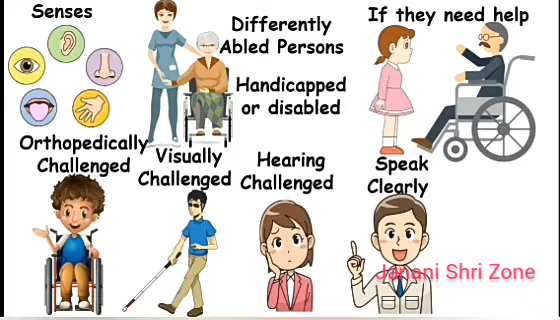 Senses
Differently
Abled Persons
Handicapped
or disabled
If they need help
Orthopedically
Challenged
Visually
Challenged
Hearing
Challenged
Speak
Clearly
Janani Shri Zone